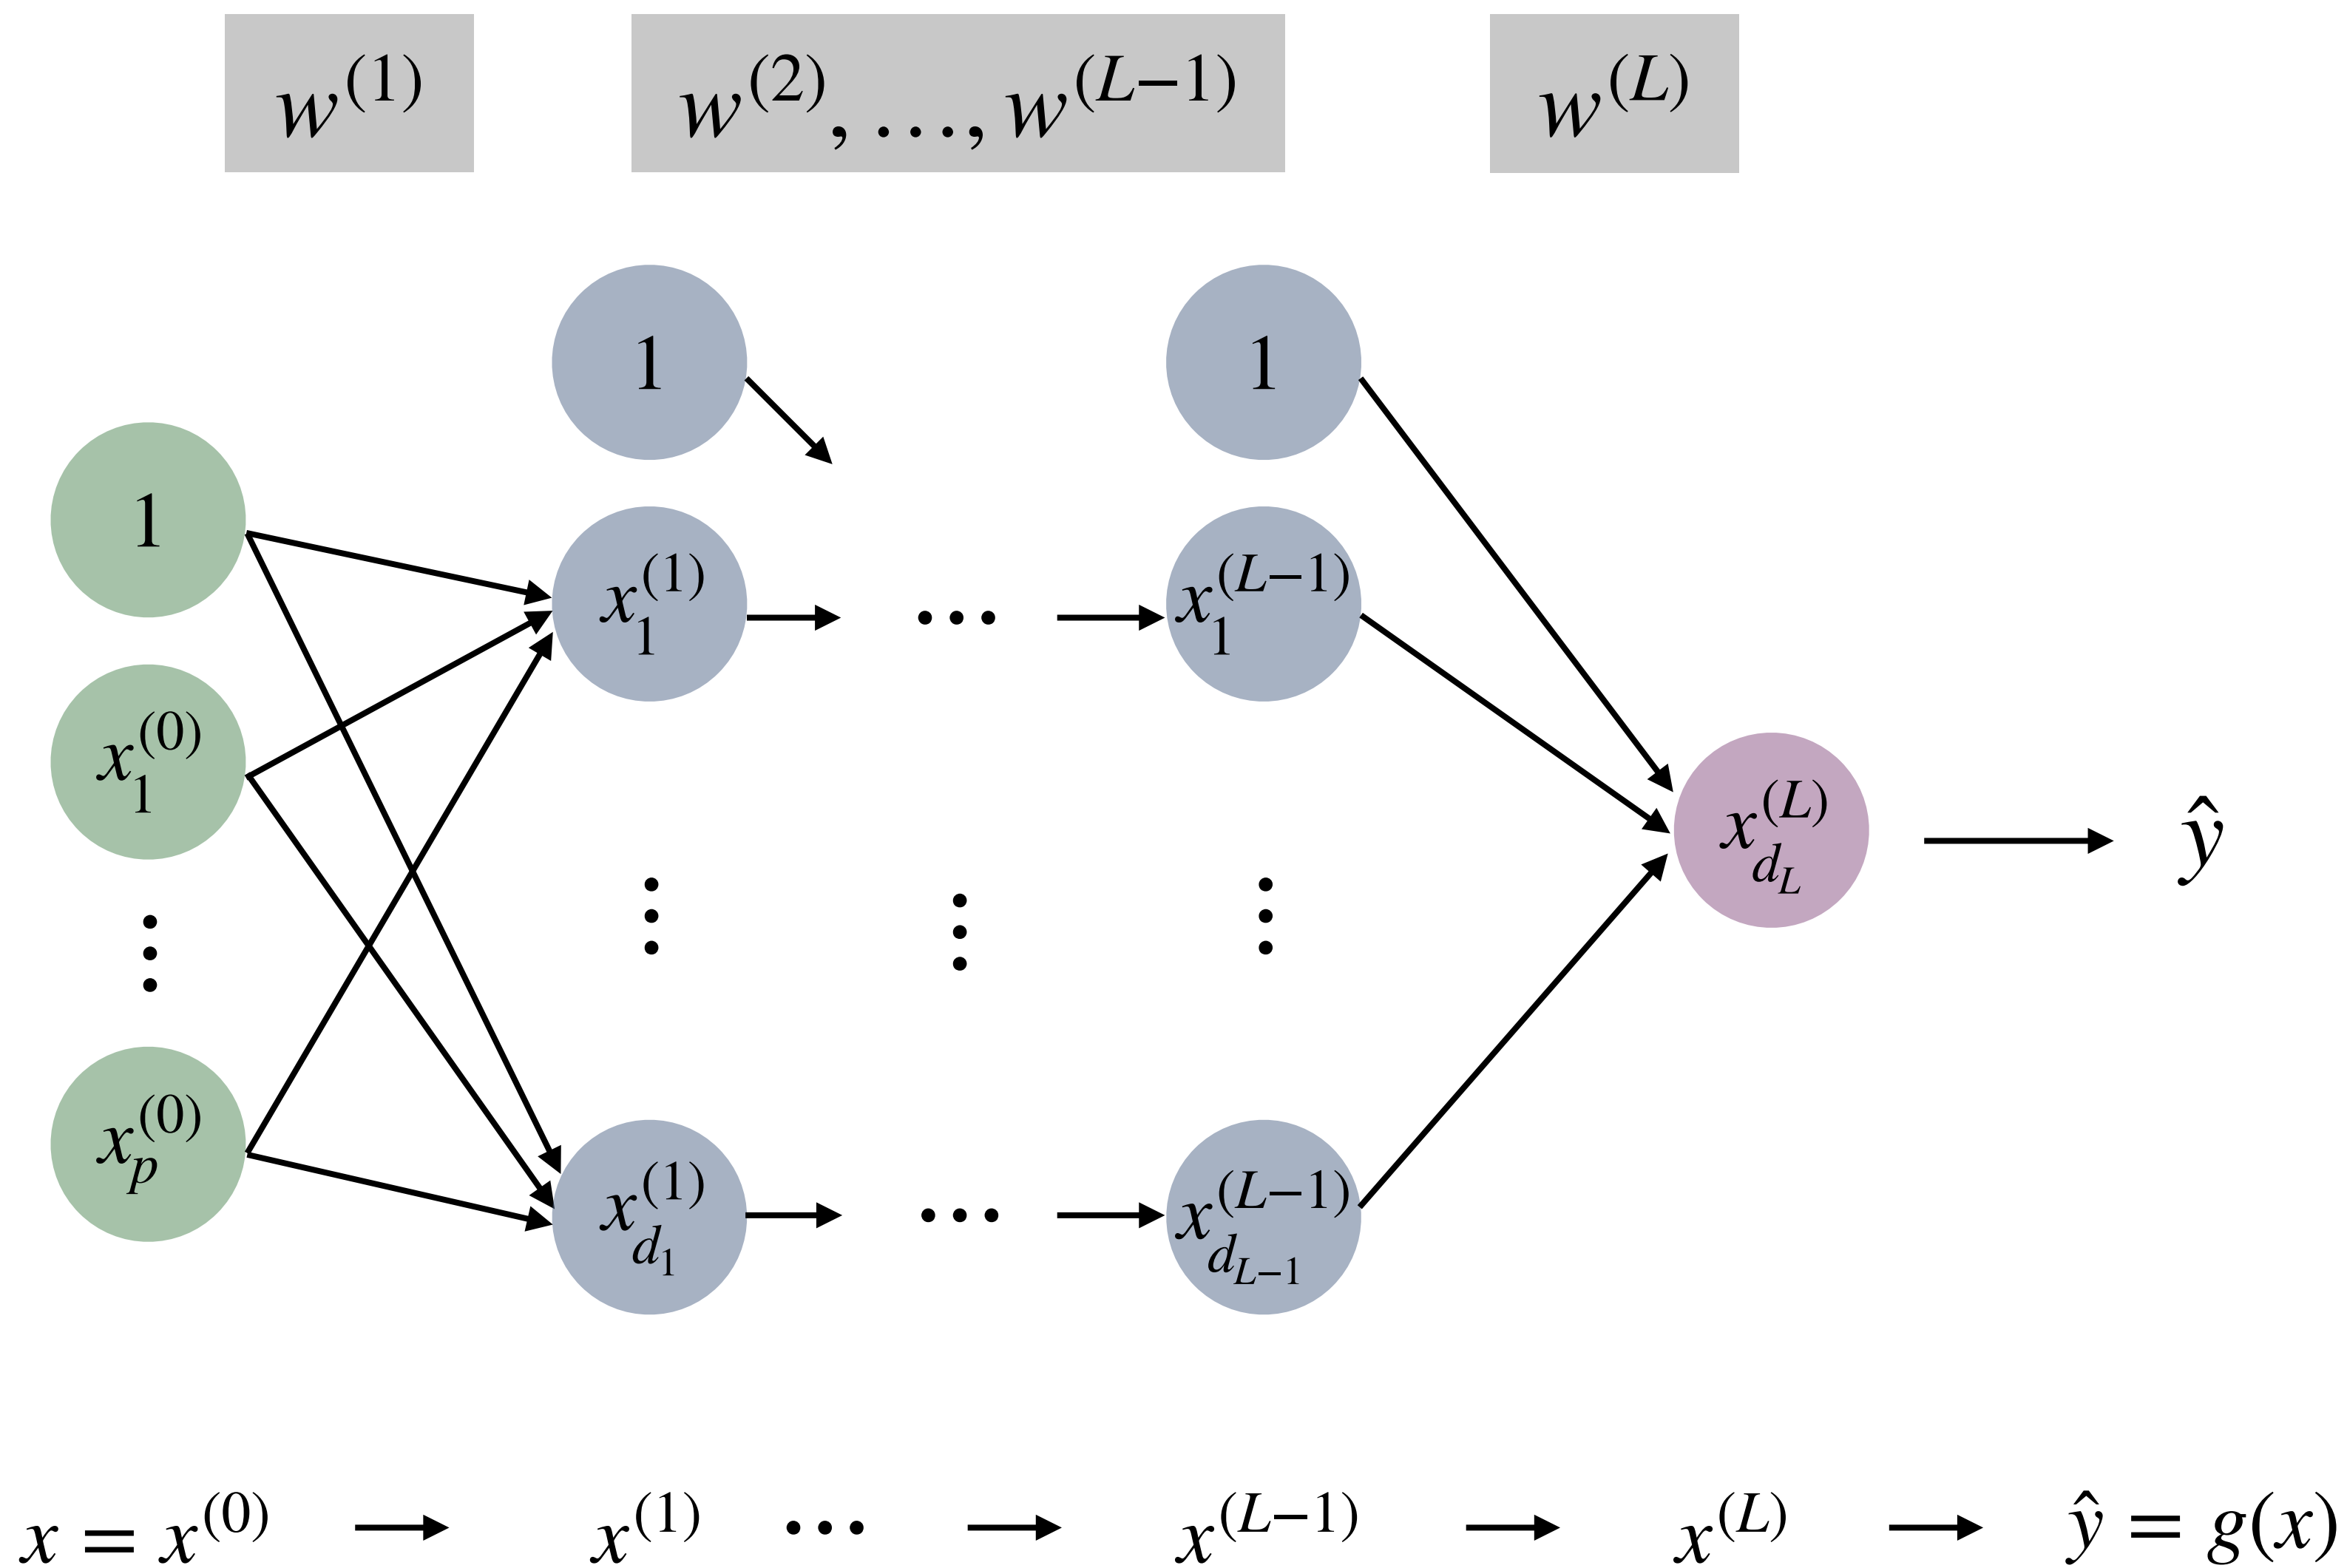 w^(1) w^(2), …, w^(L−1) w^(L)
1 1
1
x_1^(1) … x_1^(L−1)
x_1^(0)
x_{d_L}^(L) ŷ
⋮ ⋮ ⋮ ⋮
x_p^(0)
x_{d_1}^(1) … x_{d_{L−1}}^(L−1)
x = x^(0) → x^(1) … → x^(L−1) → x^(L) → ŷ = g(x)